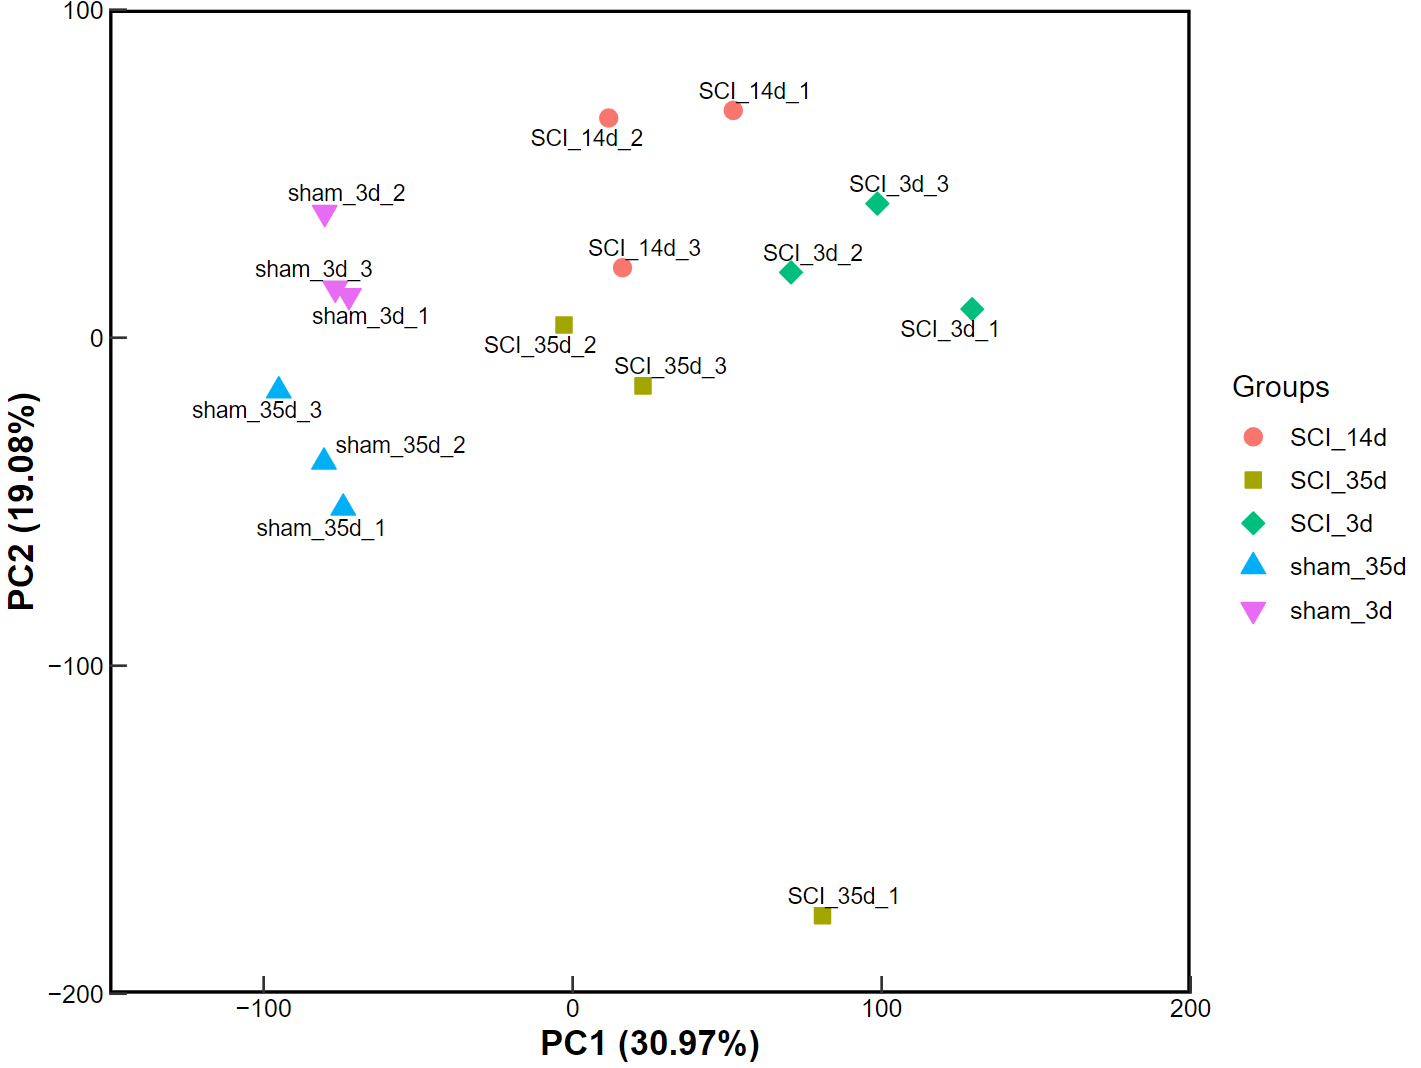 100
SCI_14d_1
SCI_14d_2
SCI_3d_3
sham_3d_2
SCI_14d_3
SCI_3d_2
sham_3d_3
sham_3d_1
SCI_3d_1
0
SCI_35d_2
SCI_35d_3
sham_35d_3
sham_35d_2
sham_35d_1
−100
SCI_35d_1
−200
−100
0
100
200
PC1 (30.97%)
PC2 (19.08%)
Groups
SCI_14d
SCI_35d
SCI_3d
sham_35d
sham_3d